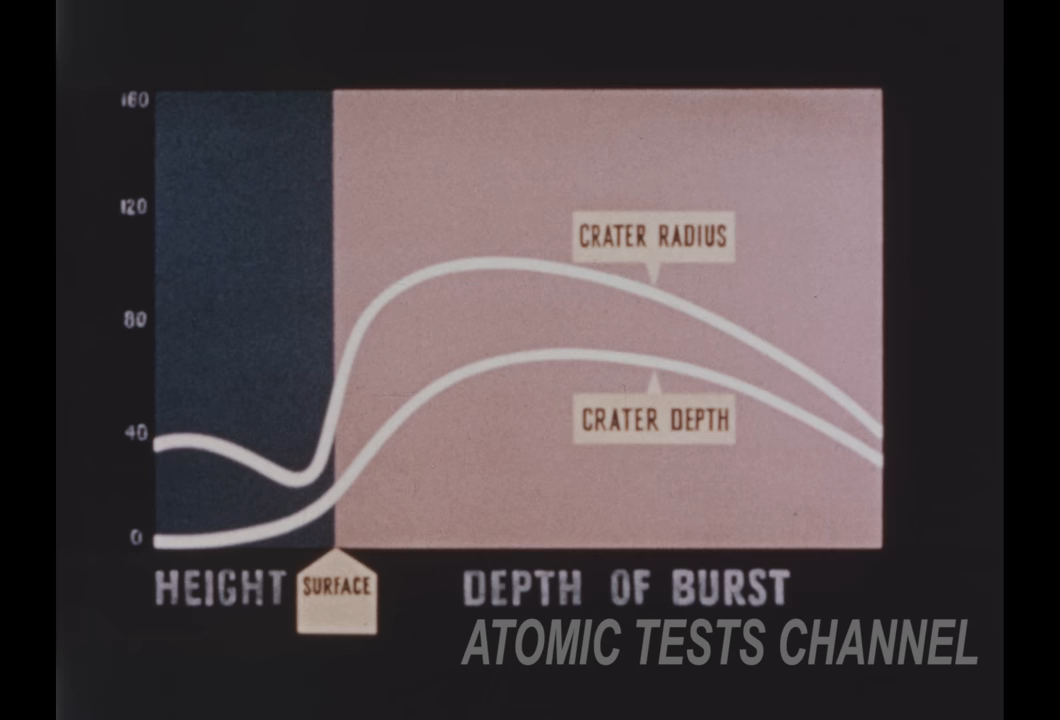 160
120
80
40
0
CRATER RADIUS
CRATER DEPTH
HEIGHT
SURFACE
DEPTH OF BURST
ATOMIC TESTS CHANNEL